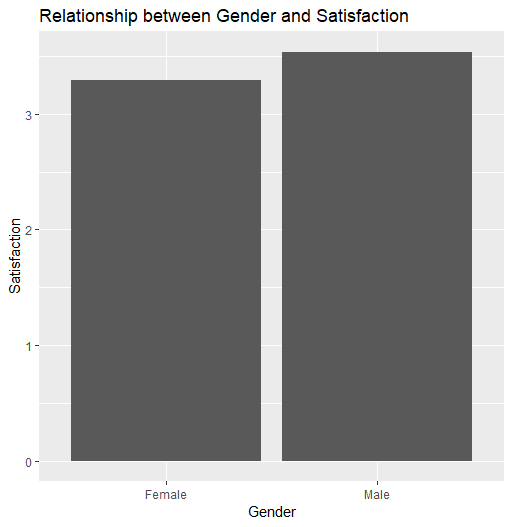 Relationship between Gender and Satisfaction
Satisfaction
3
2
1
0
Female Male
Gender